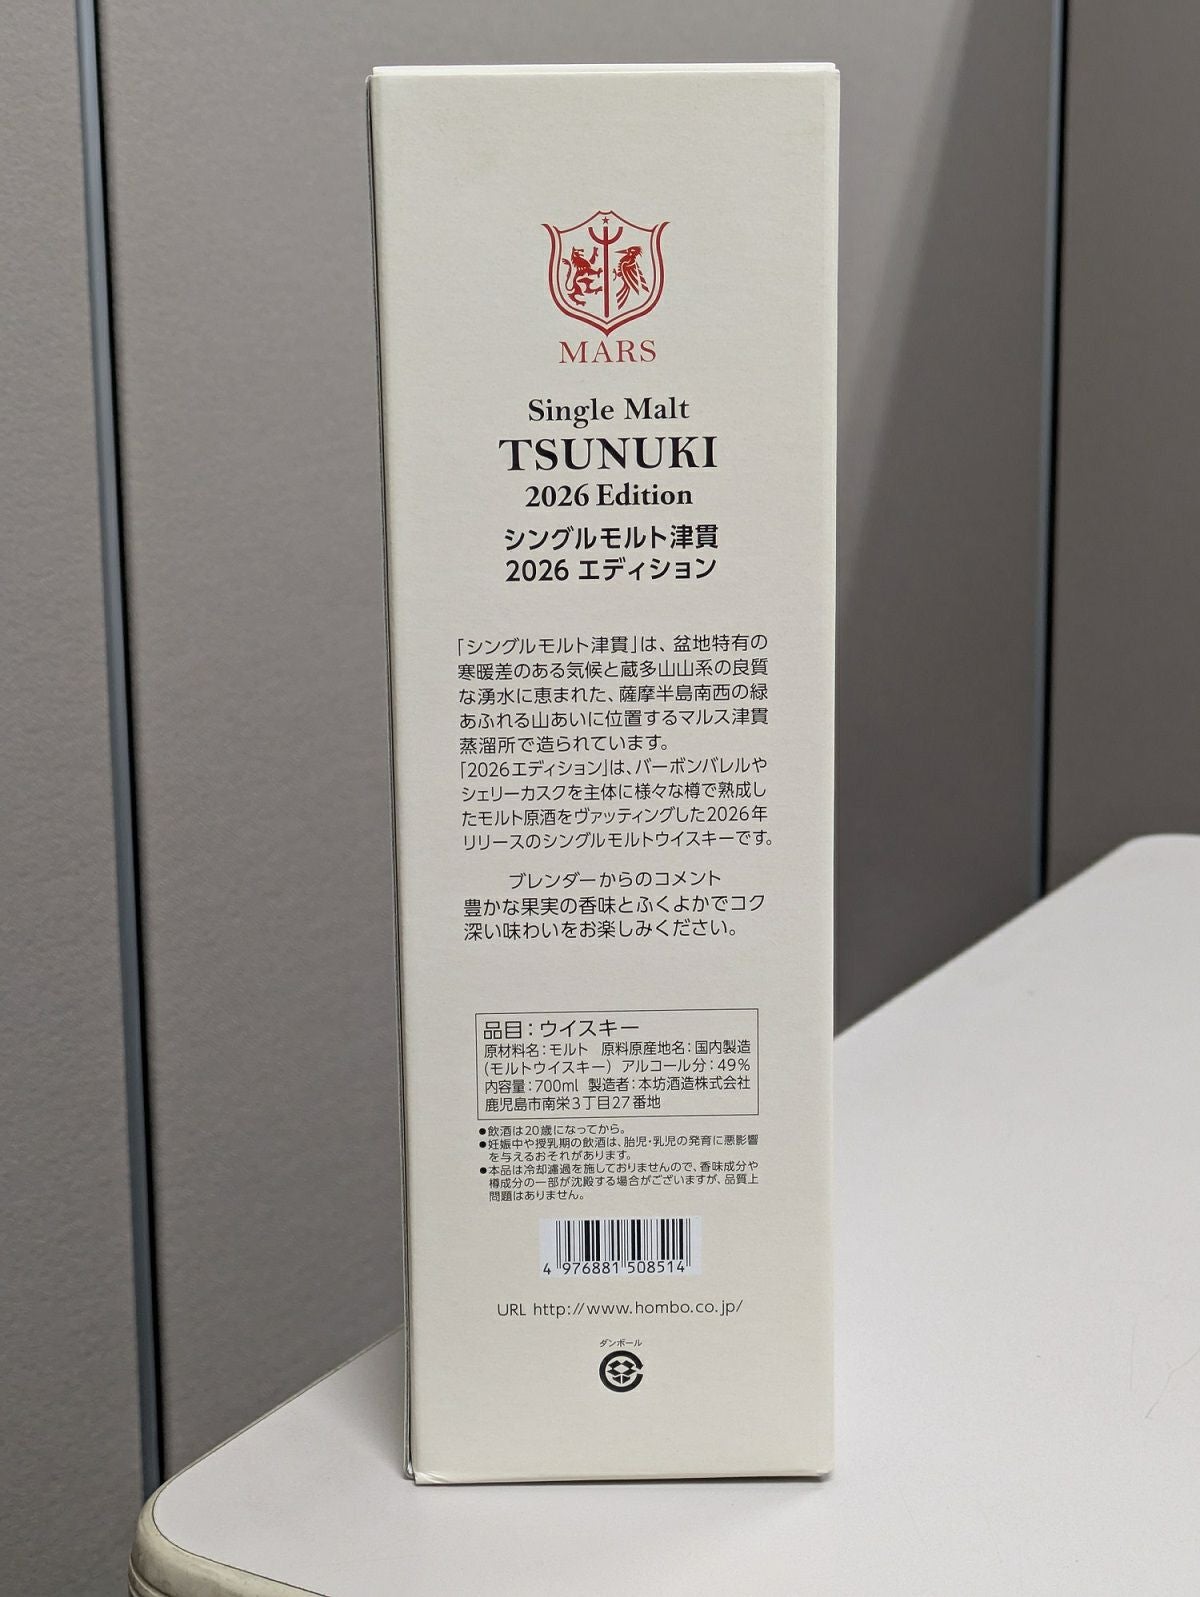 MARS
Single Malt
TSUNUKI
2026 Edition
シングルモルト津貫
2026 エディション
「シングルモルト津貫」は、盆地特有の
寒暖差のある気候と蔵多山山系の良質
な湧水に恵まれた、薩摩半島南西の緑
あふれる山あいに位置するマルス津貫
蒸溜所で造られています。
「2026エディション」は、バーボンバレルや
シェリーカスクを主体に様々な樽で熟成し
たモルト原酒をヴァッティングした2026年
リリースのシングルモルトウイスキーです。
ブレンダーからのコメント
豊かな果実の香味とふくよかでコク
深い味わいをお楽しみください。
品目：ウイスキー
原材料名：モルト 原料原産地名：国内製造
(モルトウイスキー) アルコール分：49%
内容量：700ml 製造者：本坊酒造株式会社
鹿児島市南栄3丁目27番地
●飲酒は20歳になってから。
●妊娠中や授乳期の飲酒は、胎児・乳児の発育に悪影響
を与えるおそれがあります。
●本品は冷却濾過を施しておりませんので、香味成分や
樽成分の一部が沈殿する場合がございますが、品質上
問題はありません。
4 976881 508514
URL http://www.hombo.co.jp/
ダンボール